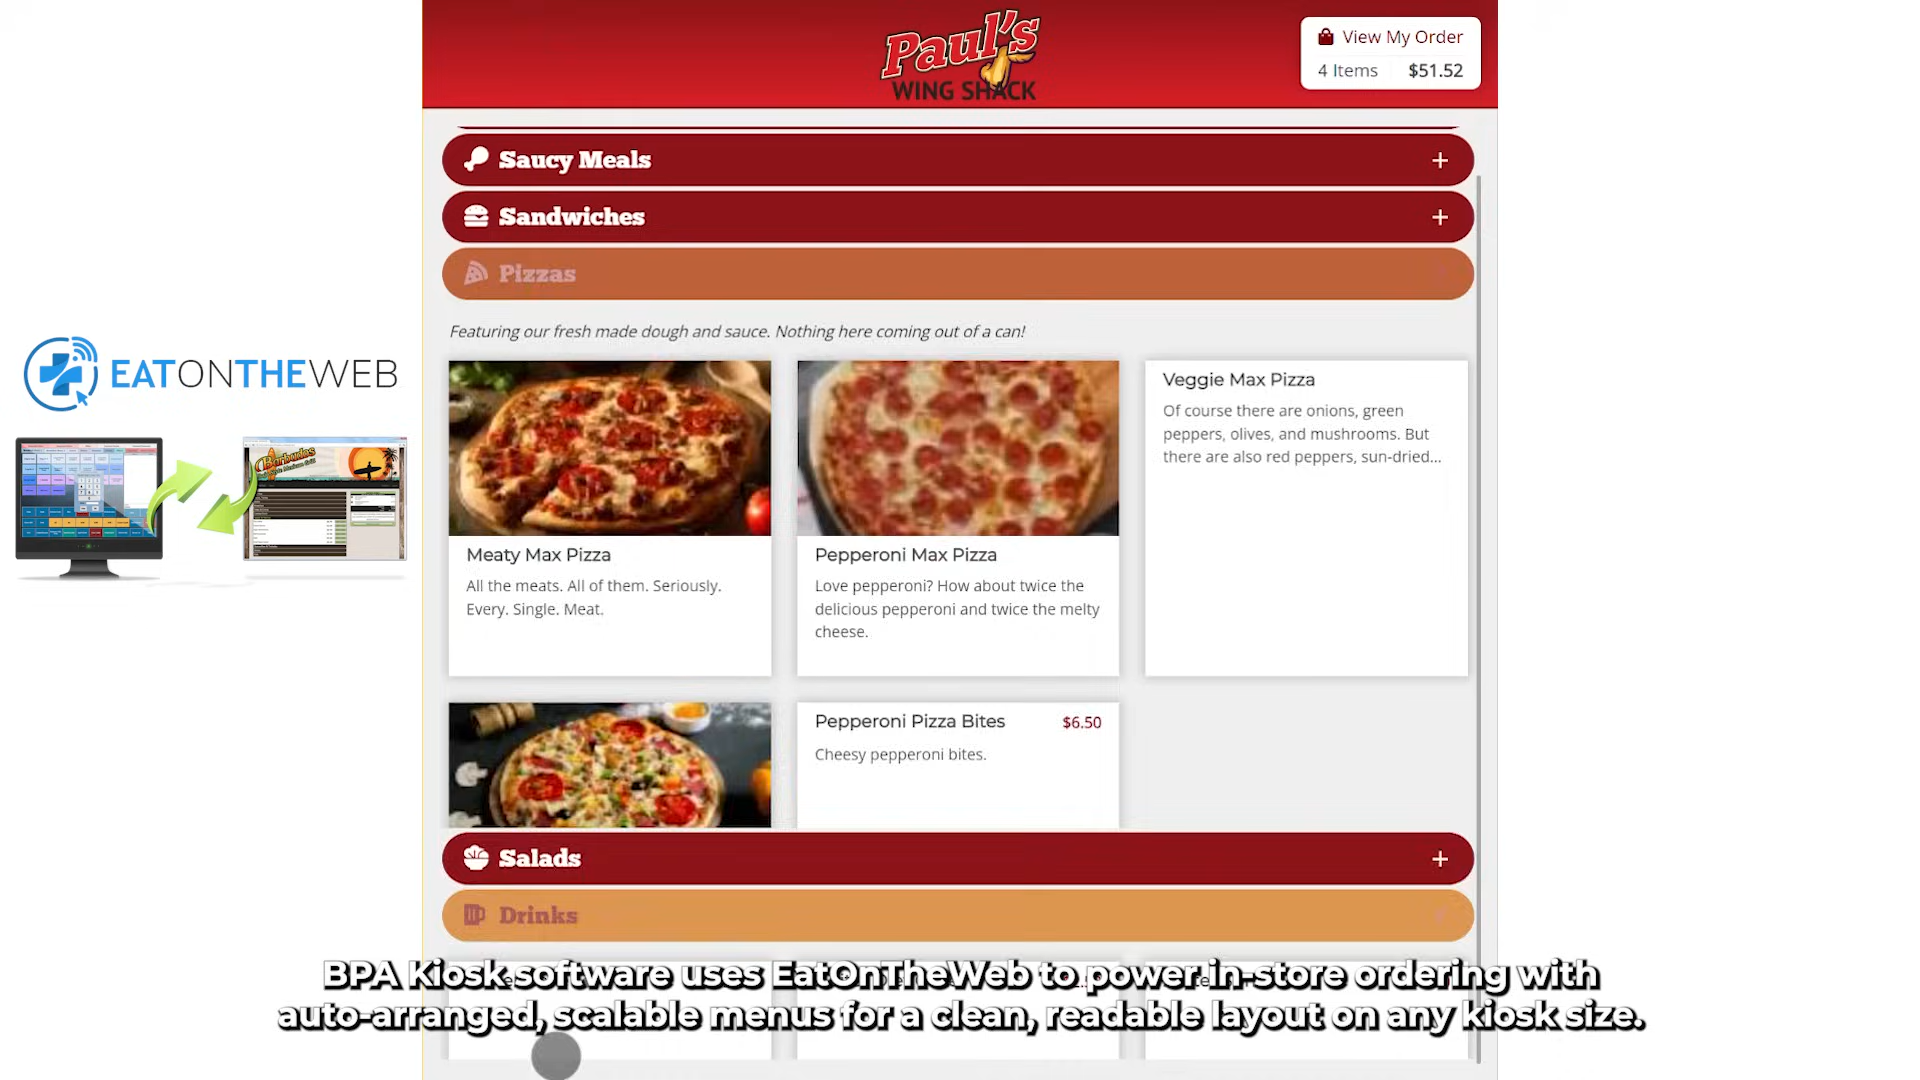 Paul's
WING SHACK
View My Order
4 Items $51.52
Saucy Meals
Sandwiches
Pizzas
Featuring our fresh made dough and sauce. Nothing here coming out of a can!
EATONTHEWEB
Barbudos
Meaty Max Pizza
All the meats. All of them. Seriously.
Every. Single. Meat.
Pepperoni Max Pizza
Love pepperoni? How about twice the
delicious pepperoni and twice the melty
cheese.
Veggie Max Pizza
Of course there are onions, green
peppers, olives, and mushrooms. But
there are also red peppers, sun-dried...
Pepperoni Pizza Bites $6.50
Cheesy pepperoni bites.
Salads
Drinks
BPA Kiosk software uses EatOnTheWeb to power in-store ordering with
auto-arranged, scalable menus for a clean, readable layout on any kiosk size.